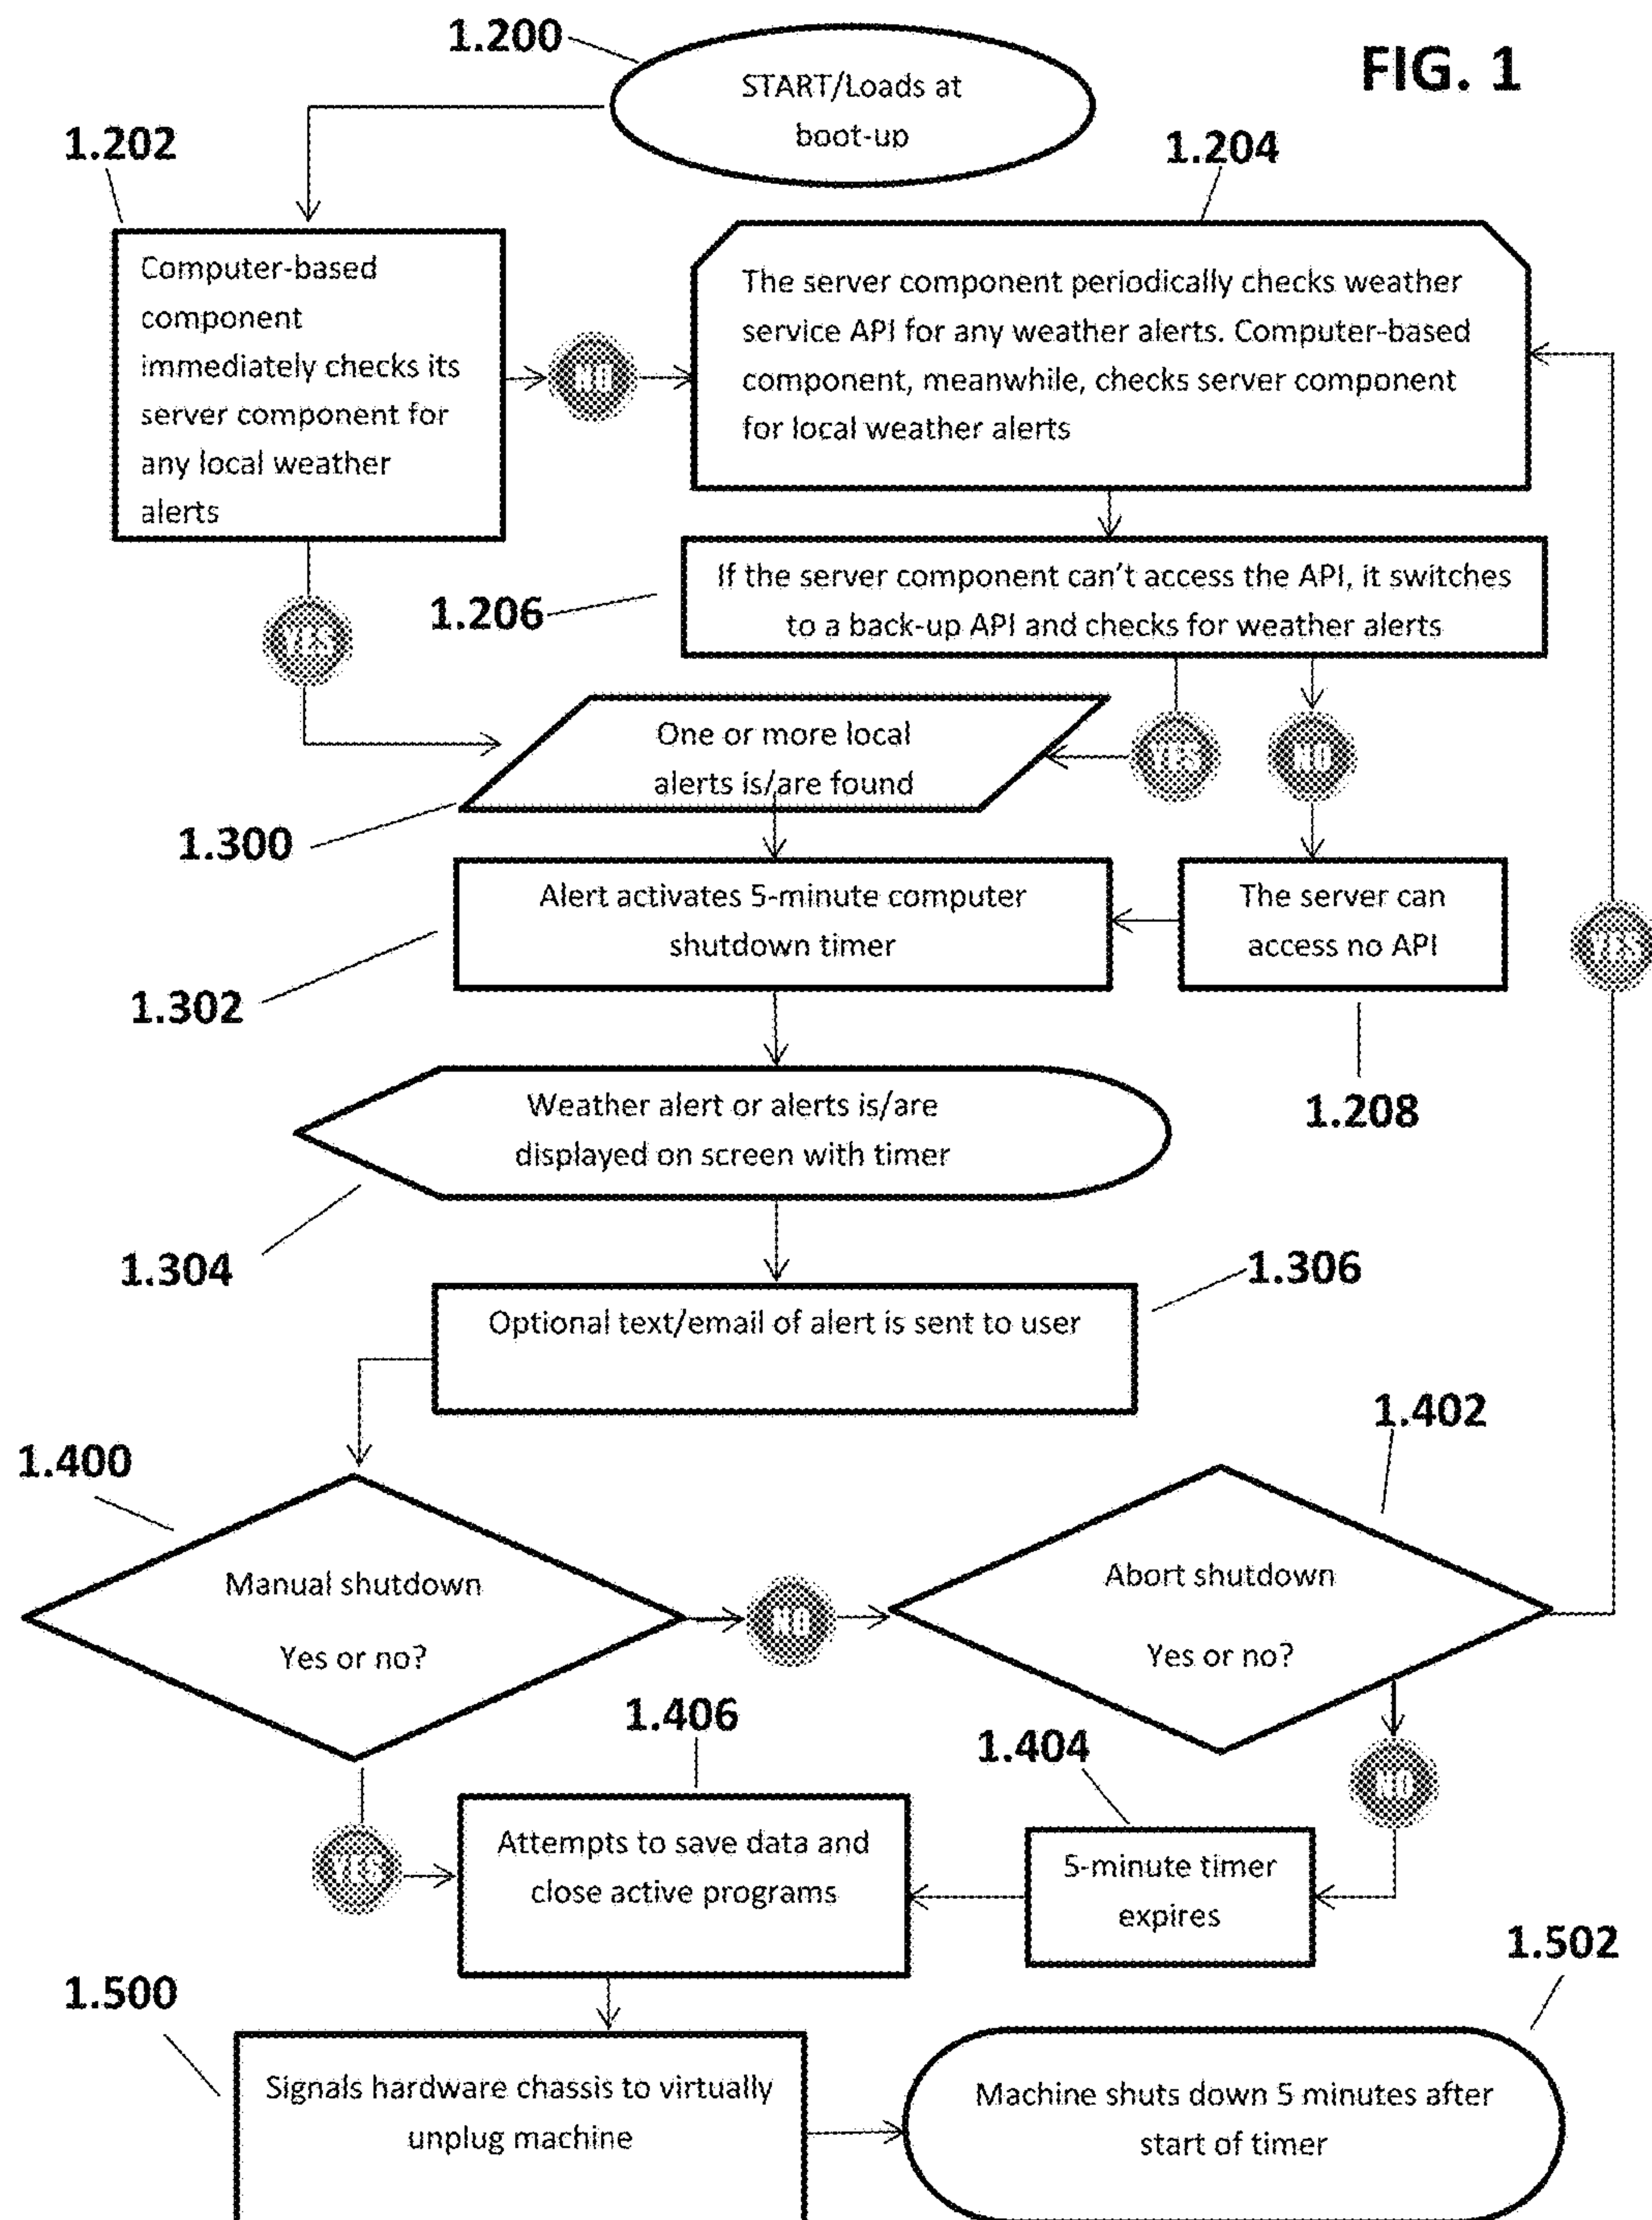 1.200
START/Loads at
boot-up
FIG. 1
1.202
1.204
Computer-based
component
immediately checks its
server component for
any local weather
alerts
NO
The server component periodically checks weather
service API for any weather alerts. Computer-based
component, meanwhile, checks server component
for local weather alerts
1.206
If the server component can't access the API, it switches
to a back-up API and checks for weather alerts
YES
One or more local
alerts is/are found
YES
NO
1.300
Alert activates 5-minute computer
shutdown timer
The server can
access no API
YES
1.302
1.208
Weather alert or alerts is/are
displayed on screen with timer
1.304
1.306
Optional text/email of alert is sent to user
1.400
1.402
Manual shutdown
Yes or no?
NO
Abort shutdown
Yes or no?
1.406
1.404
NO
YES
Attempts to save data and
close active programs
5-minute timer
expires
1.500
1.502
Signals hardware chassis to virtually
unplug machine
Machine shuts down 5 minutes after
start of timer